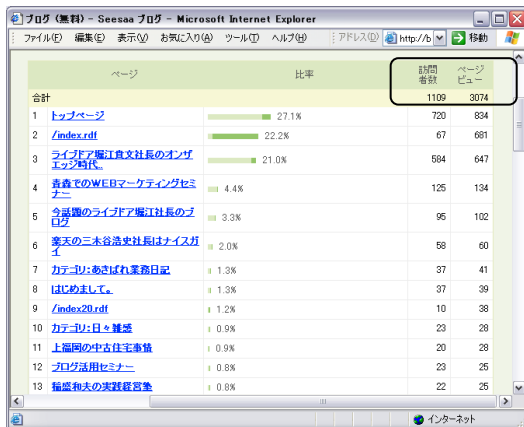 ブログ (無料) - Seesaa ブログ - Microsoft Internet Explorer
ファイル(F) 編集(E) 表示(V) お気に入り(A) ツール(T) ヘルプ(H) アドレス(D) http://b 移動
ページ 比率 訪問者数 ページビュー
合計 1109 3074
1 トップページ 27.1% 720 834
2 /index.rdf 22.2% 67 681
3 ライブドア堀江貴文社長のオンザ
エッヂ時代.. 21.0% 584 647
4 青森でのWEBマーケティングセミ
ナー 4.4% 125 134
5 今話題のライブドア堀江社長のブ
ログ 3.3% 95 102
6 楽天の三木谷浩史社長はナイスガ
イ 2.0% 58 60
7 カテゴリ:あきばれ業務日記 1.3% 37 41
8 はじめまして。 1.3% 37 39
9 /index20.rdf 1.2% 10 38
10 カテゴリ:日々雑感 0.9% 23 28
11 上福岡の中古住宅事情 0.9% 20 28
12 ブログ活用セミナー 0.8% 23 25
13 稲盛和夫の実践経営塾 0.8% 22 25
インターネット